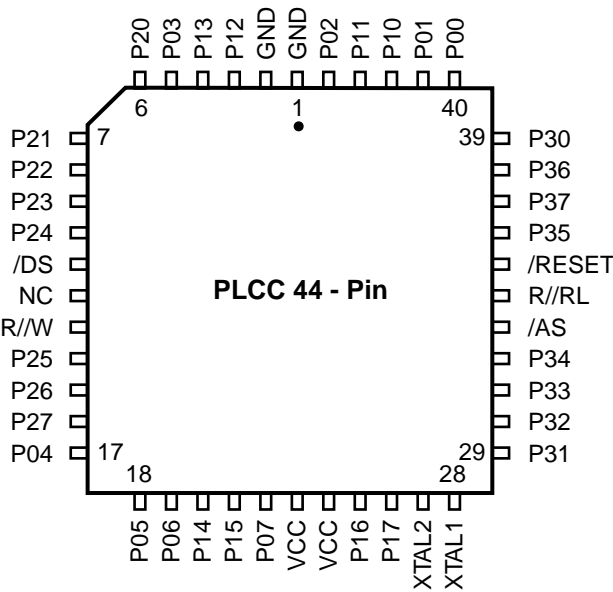 P20 P03 P13 P12 GND GND P02 P11 P10 P01 P00
6 1 40
P21 7 39 P30
P22 P36
P23 P37
P24 P35
/DS /RESET
NC PLCC 44 - Pin R//RL
R//W /AS
P25 P34
P26 P33
P27 P32
P04 17 29 P31
18 28
P05 P06 P14 P15 P07 VCC VCC P16 P17 XTAL2 XTAL1